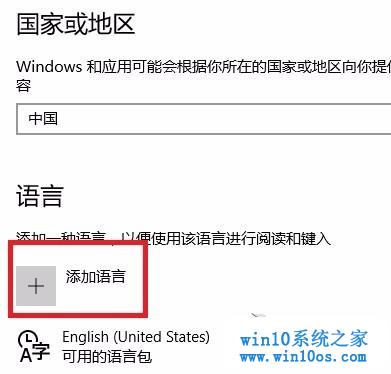 国家或地区
Windows 和应用可能会根据你所在的国家或地区向你提供
容
中国
语言
添加一种语言，以便使用该语言进行阅读和键入
添加语言
English (United States)
可用的语言包
win10系统之家
www.win10os.com